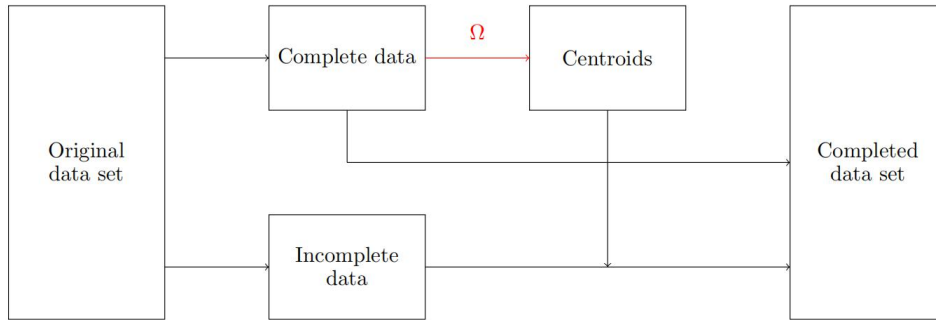 Original
data set
Complete data
Ω
Centroids
Incomplete
data
Completed
data set